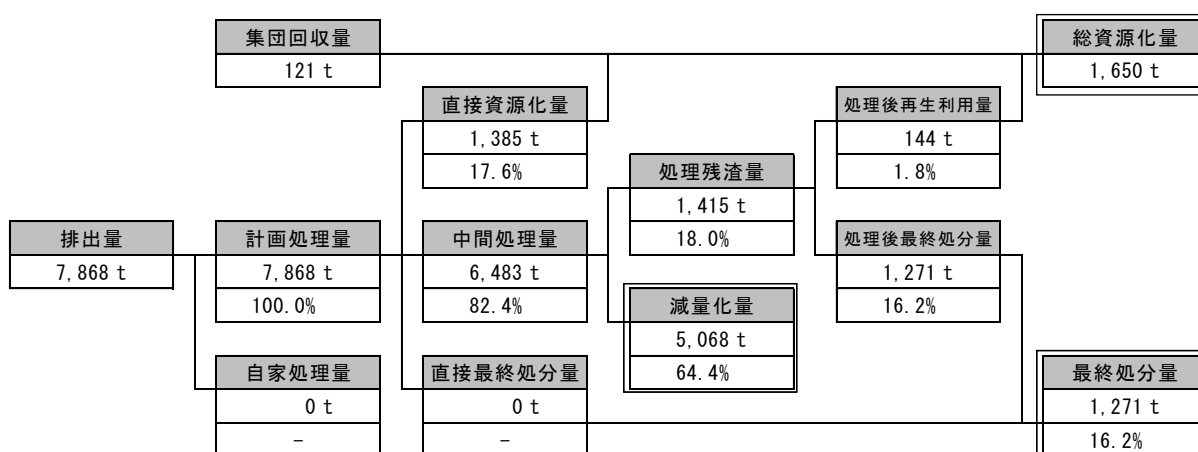 集団回収量
121 t
総資源化量
1,650 t
直接資源化量
1,385 t
17.6%
処理後再生利用量
144 t
1.8%
処理残渣量
1,415 t
18.0%
排出量
7,868 t
計画処理量
7,868 t
100.0%
中間処理量
6,483 t
82.4%
処理後最終処分量
1,271 t
16.2%
減量化量
5,068 t
64.4%
自家処理量
0 t
－
直接最終処分量
0 t
－
最終処分量
1,271 t
16.2%